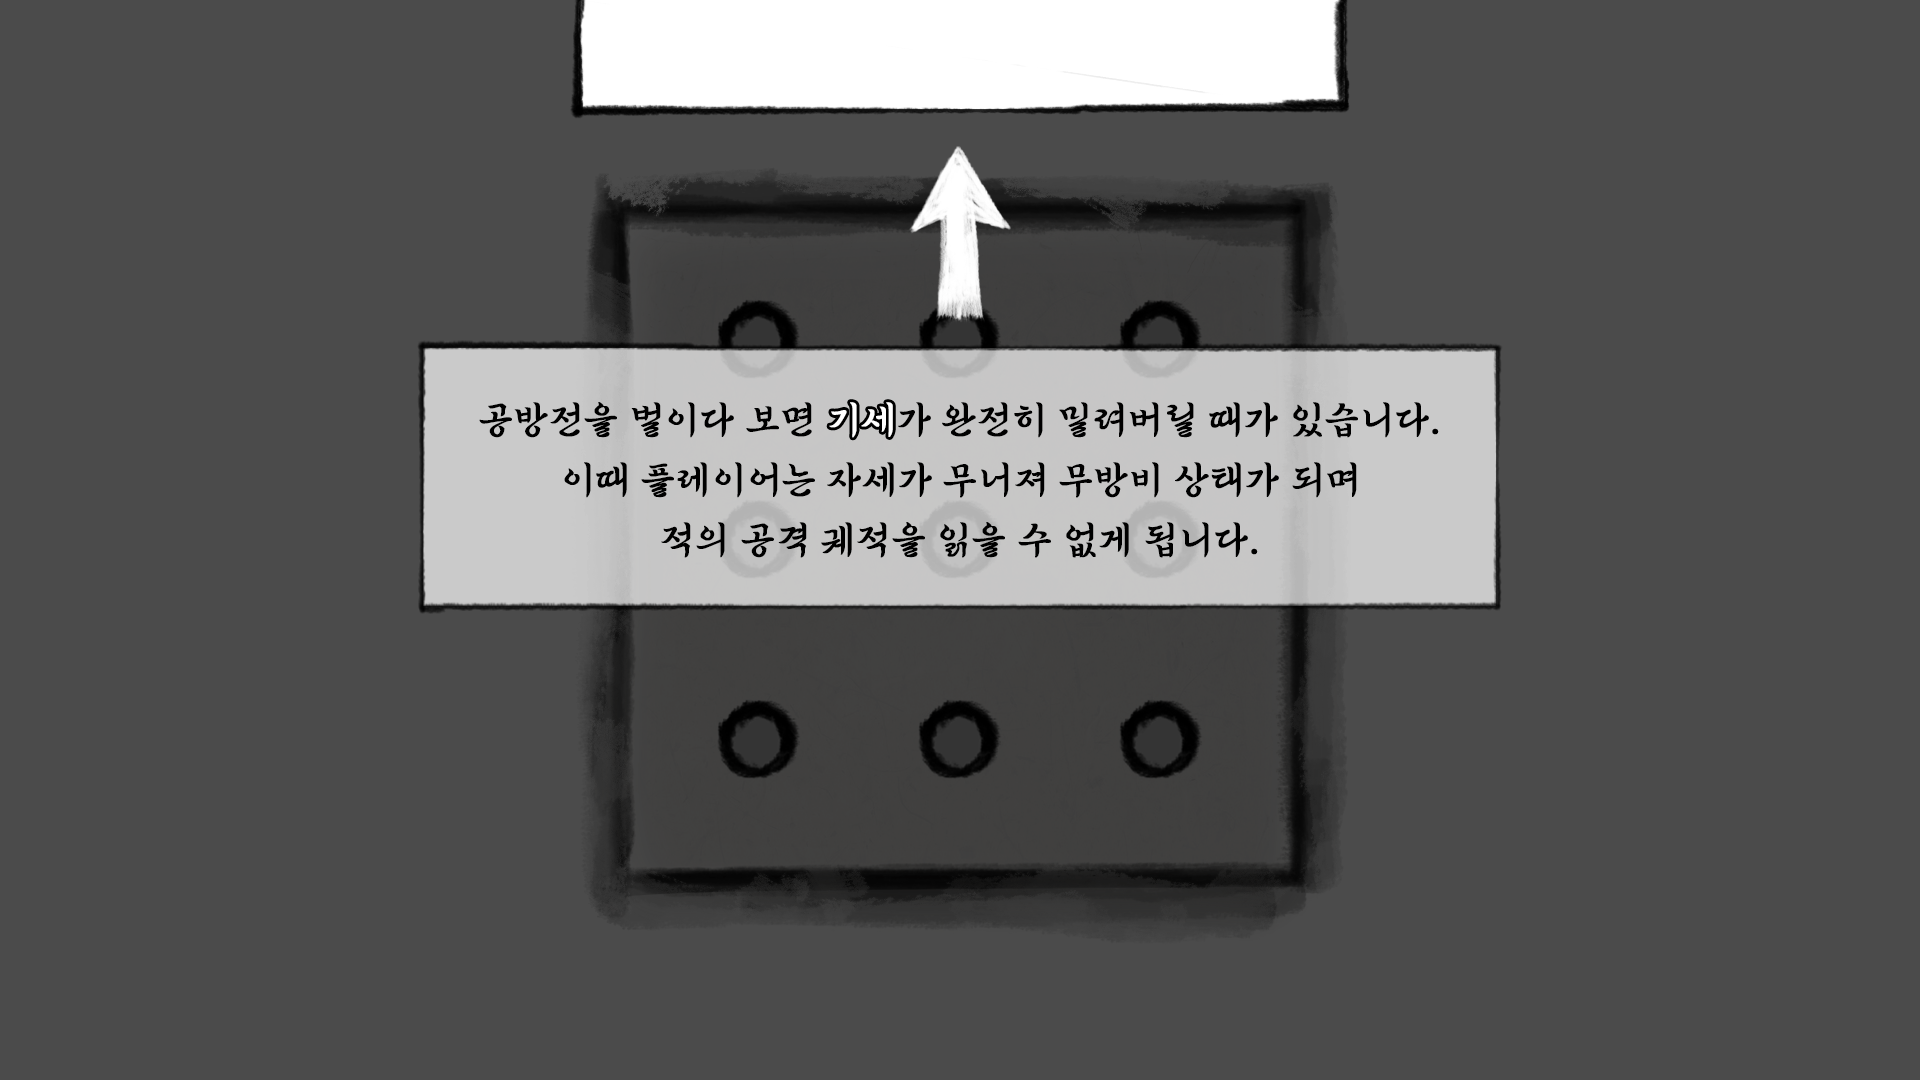 공방전을 벌이다 보면 기세가 완전히 밀려버릴 때가 있습니다.
이때 플레이어는 자세가 무너져 무방비 상태가 되며
적의 공격 궤적을 읽을 수 없게 됩니다.